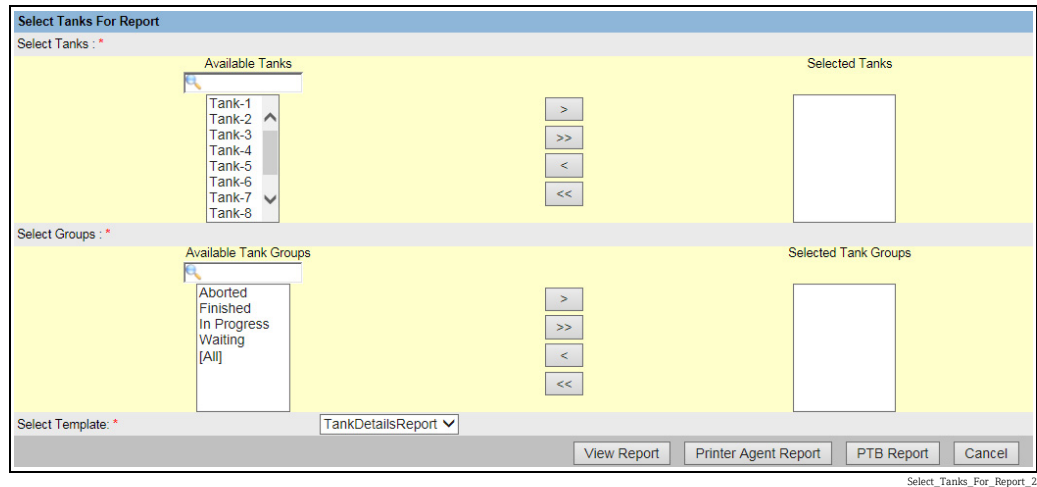 Select Tanks For Report
Select Tanks : *
Available Tanks
Selected Tanks
Tank-1
Tank-2
Tank-3
Tank-4
Tank-5
Tank-6
Tank-7
Tank-8
>
>>
<
<<
Select Groups : *
Available Tank Groups
Selected Tank Groups
Aborted
Finished
In Progress
Waiting
[All]
>
>>
<
<<
Select Template: *
TankDetailsReport
View Report
Printer Agent Report
PTB Report
Cancel
Select_Tanks_For_Report_2